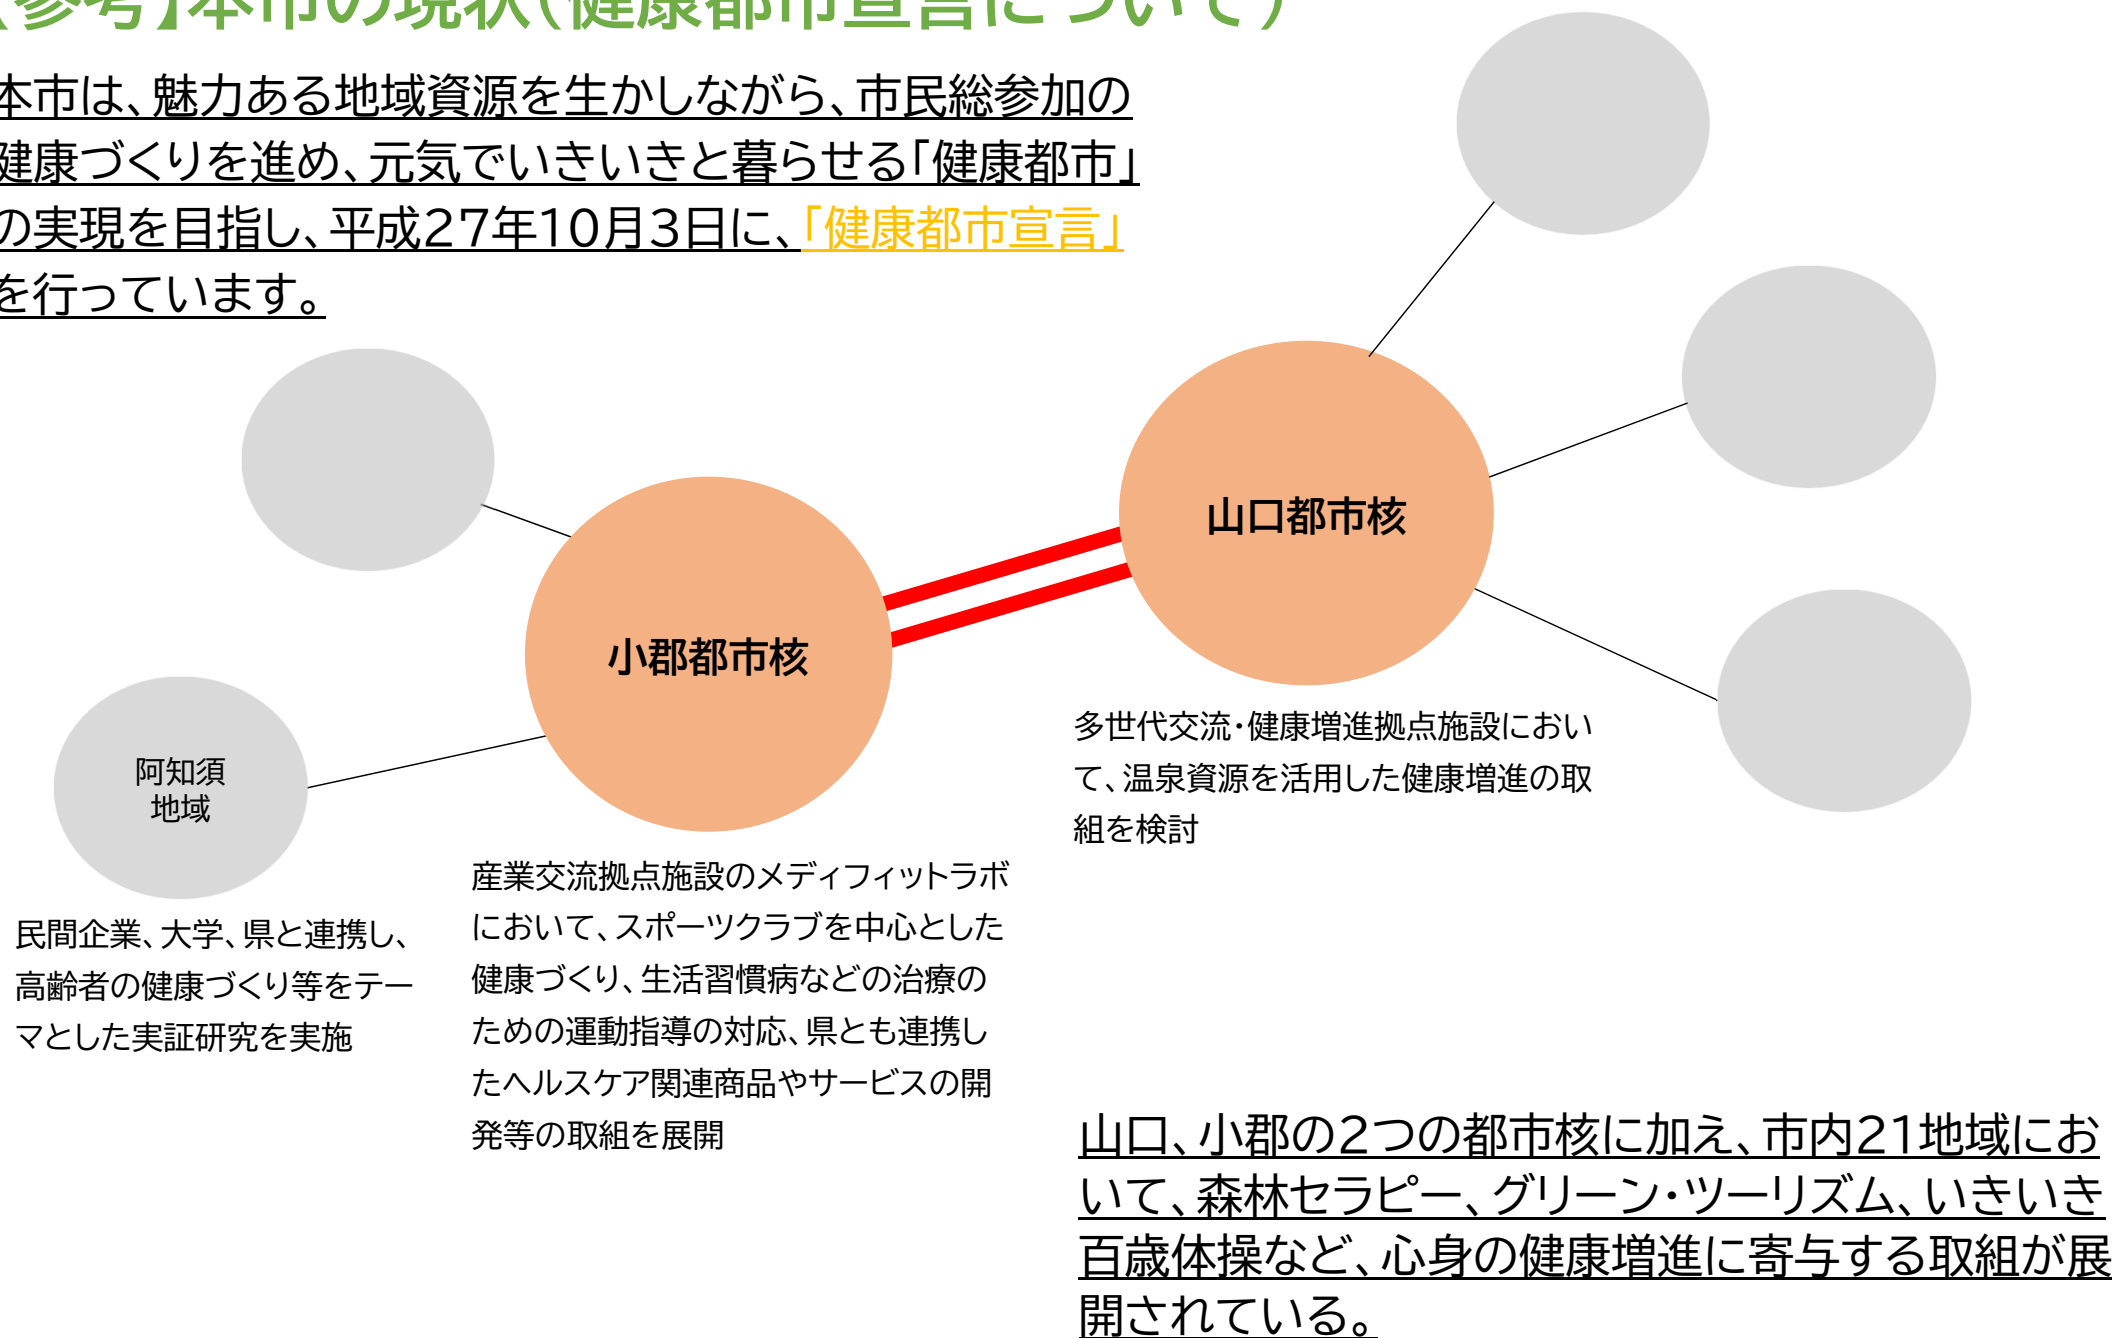 【参考】本市の現状(健康都市宣言について)
本市は、魅力ある地域資源を生かしながら、市民総参加の
健康づくりを進め、元気でいきいきと暮らせる「健康都市」
の実現を目指し、平成27年10月3日に、「健康都市宣言」
を行っています。
山口都市核
小郡都市核
阿知須
地域
多世代交流・健康増進拠点施設におい
て、温泉資源を活用した健康増進の取
組を検討
産業交流拠点施設のメディフィットラボ
において、スポーツクラブを中心とした
健康づくり、生活習慣病などの治療の
ための運動指導の対応、県とも連携し
たヘルスケア関連商品やサービスの開
発等の取組を展開
民間企業、大学、県と連携し、
高齢者の健康づくり等をテー
マとした実証研究を実施
山口、小郡の2つの都市核に加え、市内21地域にお
いて、森林セラピー、グリーン・ツーリズム、いきいき
百歳体操など、心身の健康増進に寄与する取組が展
開されている。